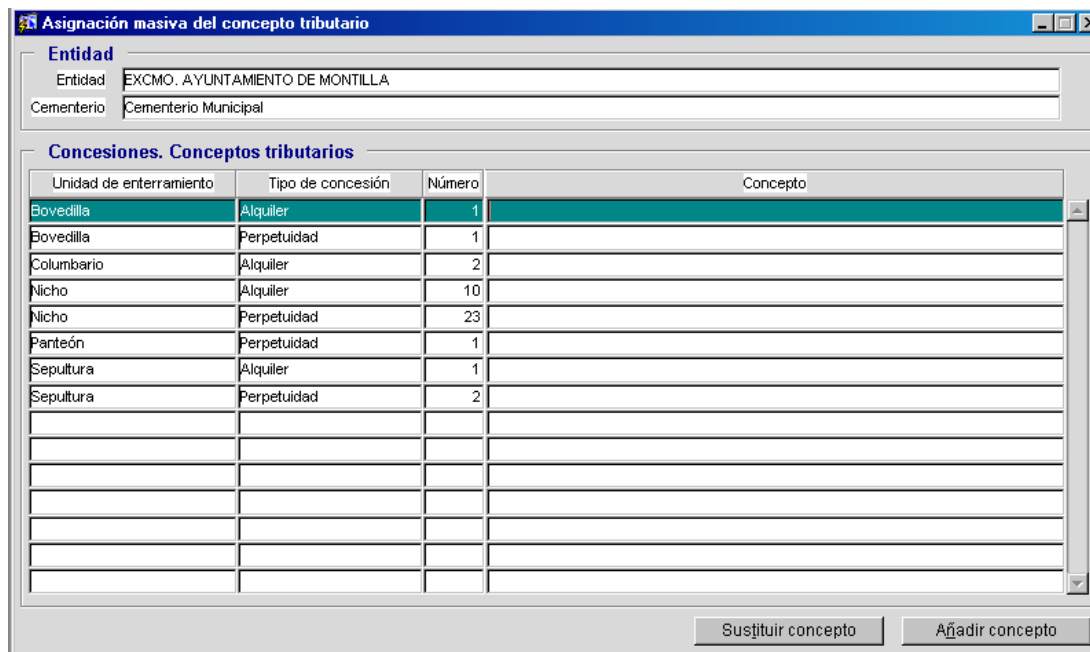 Asignación masiva del concepto tributario
Entidad
Entidad EXCMO. AYUNTAMIENTO DE MONTILLA
Cementerio Cementerio Municipal
Concesiones. Conceptos tributarios
Unidad de enterramiento Tipo de concesión Número Concepto
Bovedilla Alquiler 1
Bovedilla Perpetuidad 1
Columbario Alquiler 2
Nicho Alquiler 10
Nicho Perpetuidad 23
Panteón Perpetuidad 1
Sepultura Alquiler 1
Sepultura Perpetuidad 2
Sustituir concepto Añadir concepto